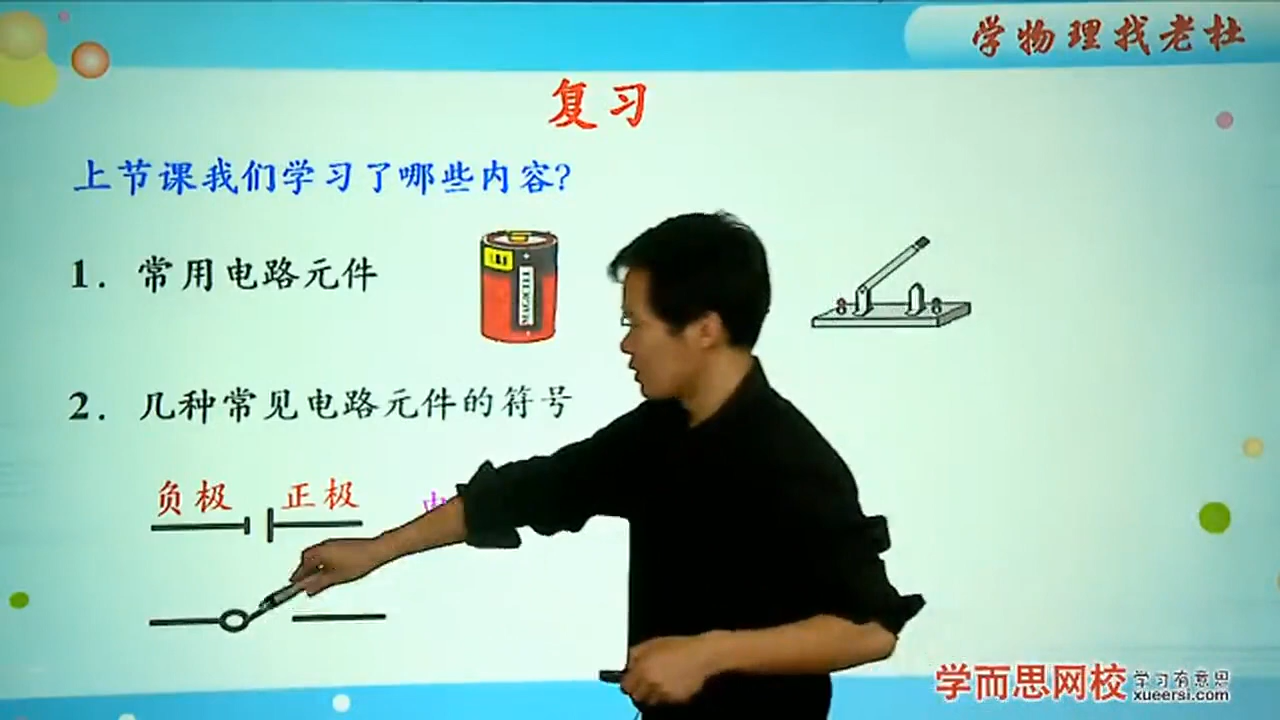 学物理找老杜
复习
上节课我们学习了哪些内容?
1. 常用电路元件
2. 几种常见电路元件的符号
负极 正极
学而思网校 学习有意思
xueersi.com